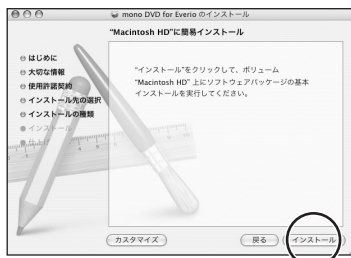 mono DVD for Everio のインストール
"Macintosh HD"に簡易インストール
はじめに
大切な情報
使用許諾契約
インストール先の選択
インストールの種類
インストール
仕上げ
"インストール"をクリックして、ボリューム
"Macintosh HD" 上にソフトウェアパッケージの基本
インストールを実行してください。
カスタマイズ
戻る
インストール